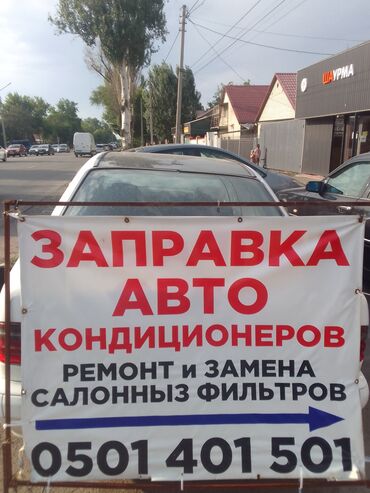 ШАУРМА
ЗАПРАВКА
АВТО
КОНДИЦИОНЕРОВ
РЕМОНТ и ЗАМЕНА
САЛОННЫЗ ФИЛЬТРОВ
0501 401 501